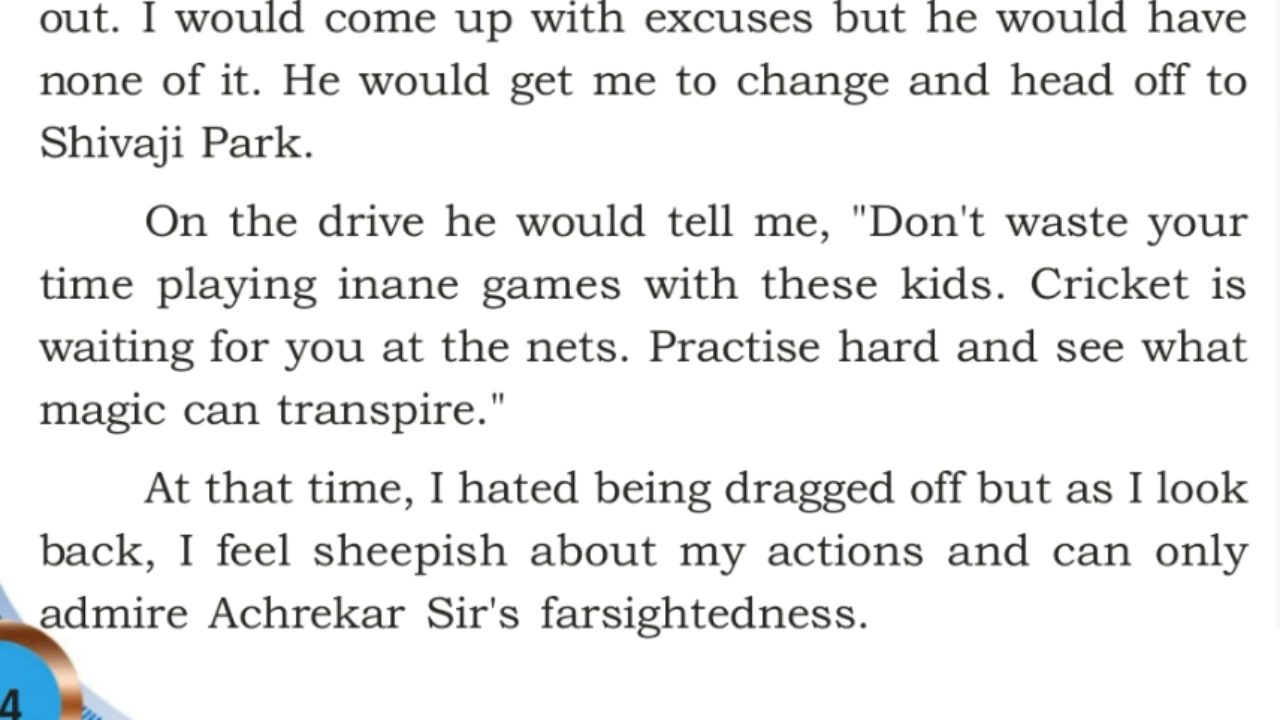 out. I would come up with excuses but he would have
none of it. He would get me to change and head off to
Shivaji Park.
On the drive he would tell me, "Don't waste your
time playing inane games with these kids. Cricket is
waiting for you at the nets. Practise hard and see what
magic can transpire."
At that time, I hated being dragged off but as I look
back, I feel sheepish about my actions and can only
admire Achrekar Sir's farsightedness.
4